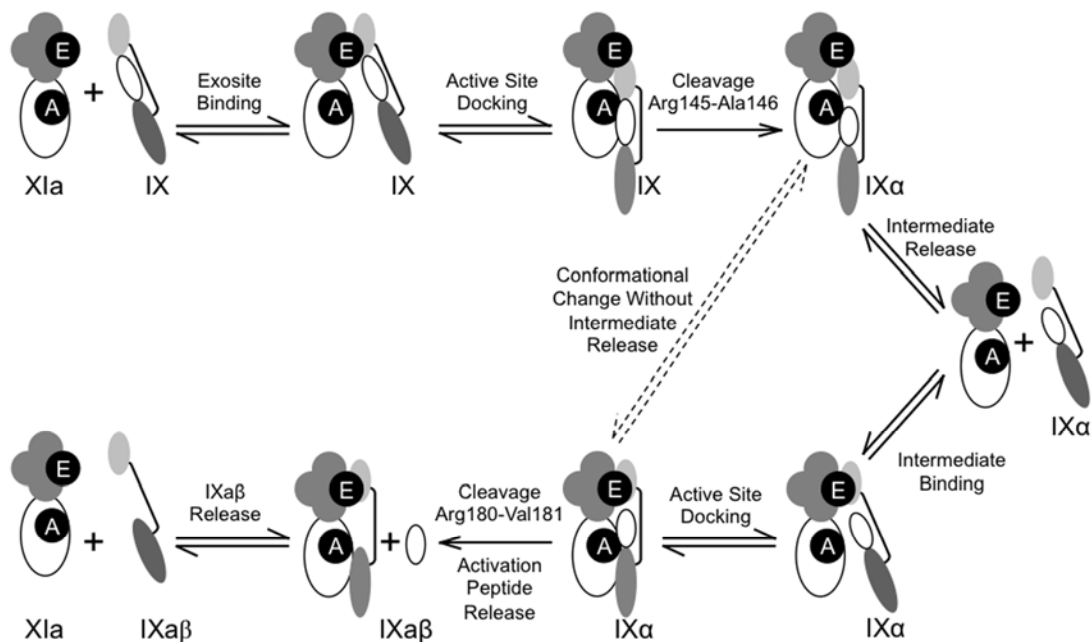 E
A
+
XIa
IX
Exosite
Binding
E
A
IX
Active Site
Docking
E
A
IX
Cleavage
Arg145-Ala146
E
A
IXα
Intermediate
Release
E
A
+
IXα
Conformational
Change Without
Intermediate
Release
Intermediate
Binding
E
A
+
XIa
IXaβ
IXaβ
Release
E
A
+
IXaβ
Cleavage
Arg180-Val181
Activation
Peptide
Release
E
A
IXα
Active Site
Docking
E
A
IXα